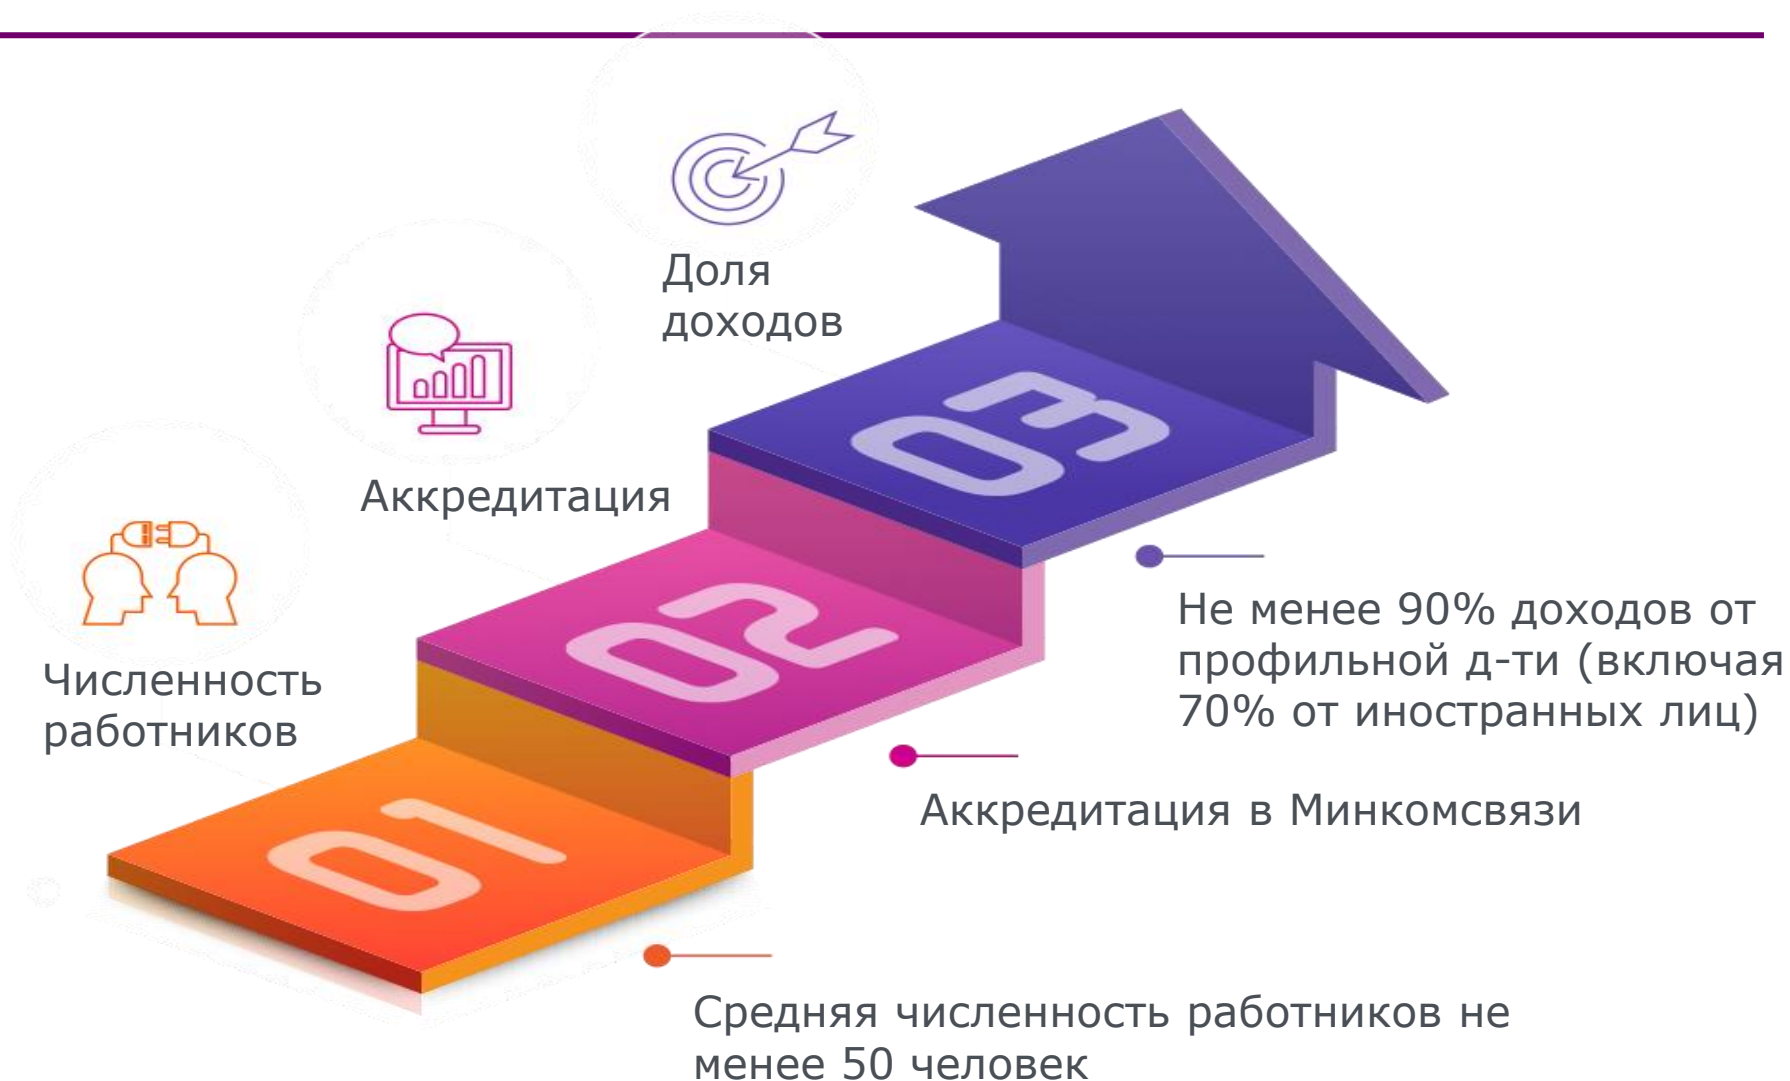 Доля
доходов
03
Аккредитация
02
Численность
работников
01
Не менее 90% доходов от
профильной д-ти (включая
70% от иностранных лиц)
Аккредитация в Минкомсвязи
Средняя численность работников не
менее 50 человек